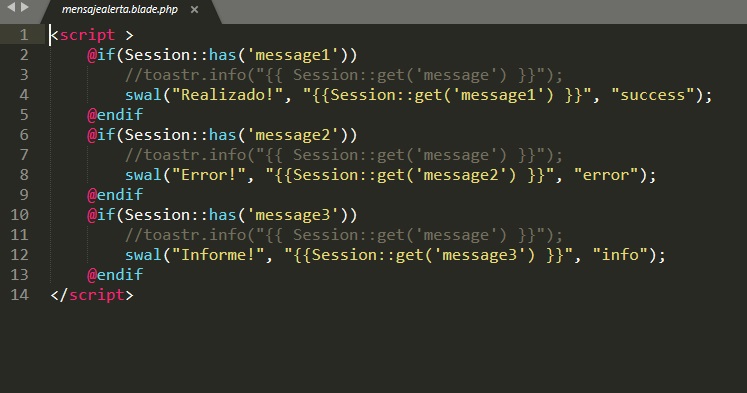 mensajealerta.blade.php ×
1 <script >
2 @if(Session::has('message1'))
3 //toastr.info("{{ Session::get('message') }}");
4 swal("Realizado!", "{{Session::get('message1') }}", "success");
5 @endif
6 @if(Session::has('message2'))
7 //toastr.info("{{ Session::get('message') }}");
8 swal("Error!", "{{Session::get('message2') }}", "error");
9 @endif
10 @if(Session::has('message3'))
11 //toastr.info("{{ Session::get('message') }}");
12 swal("Informe!", "{{Session::get('message3') }}", "info");
13 @endif
14 </script>